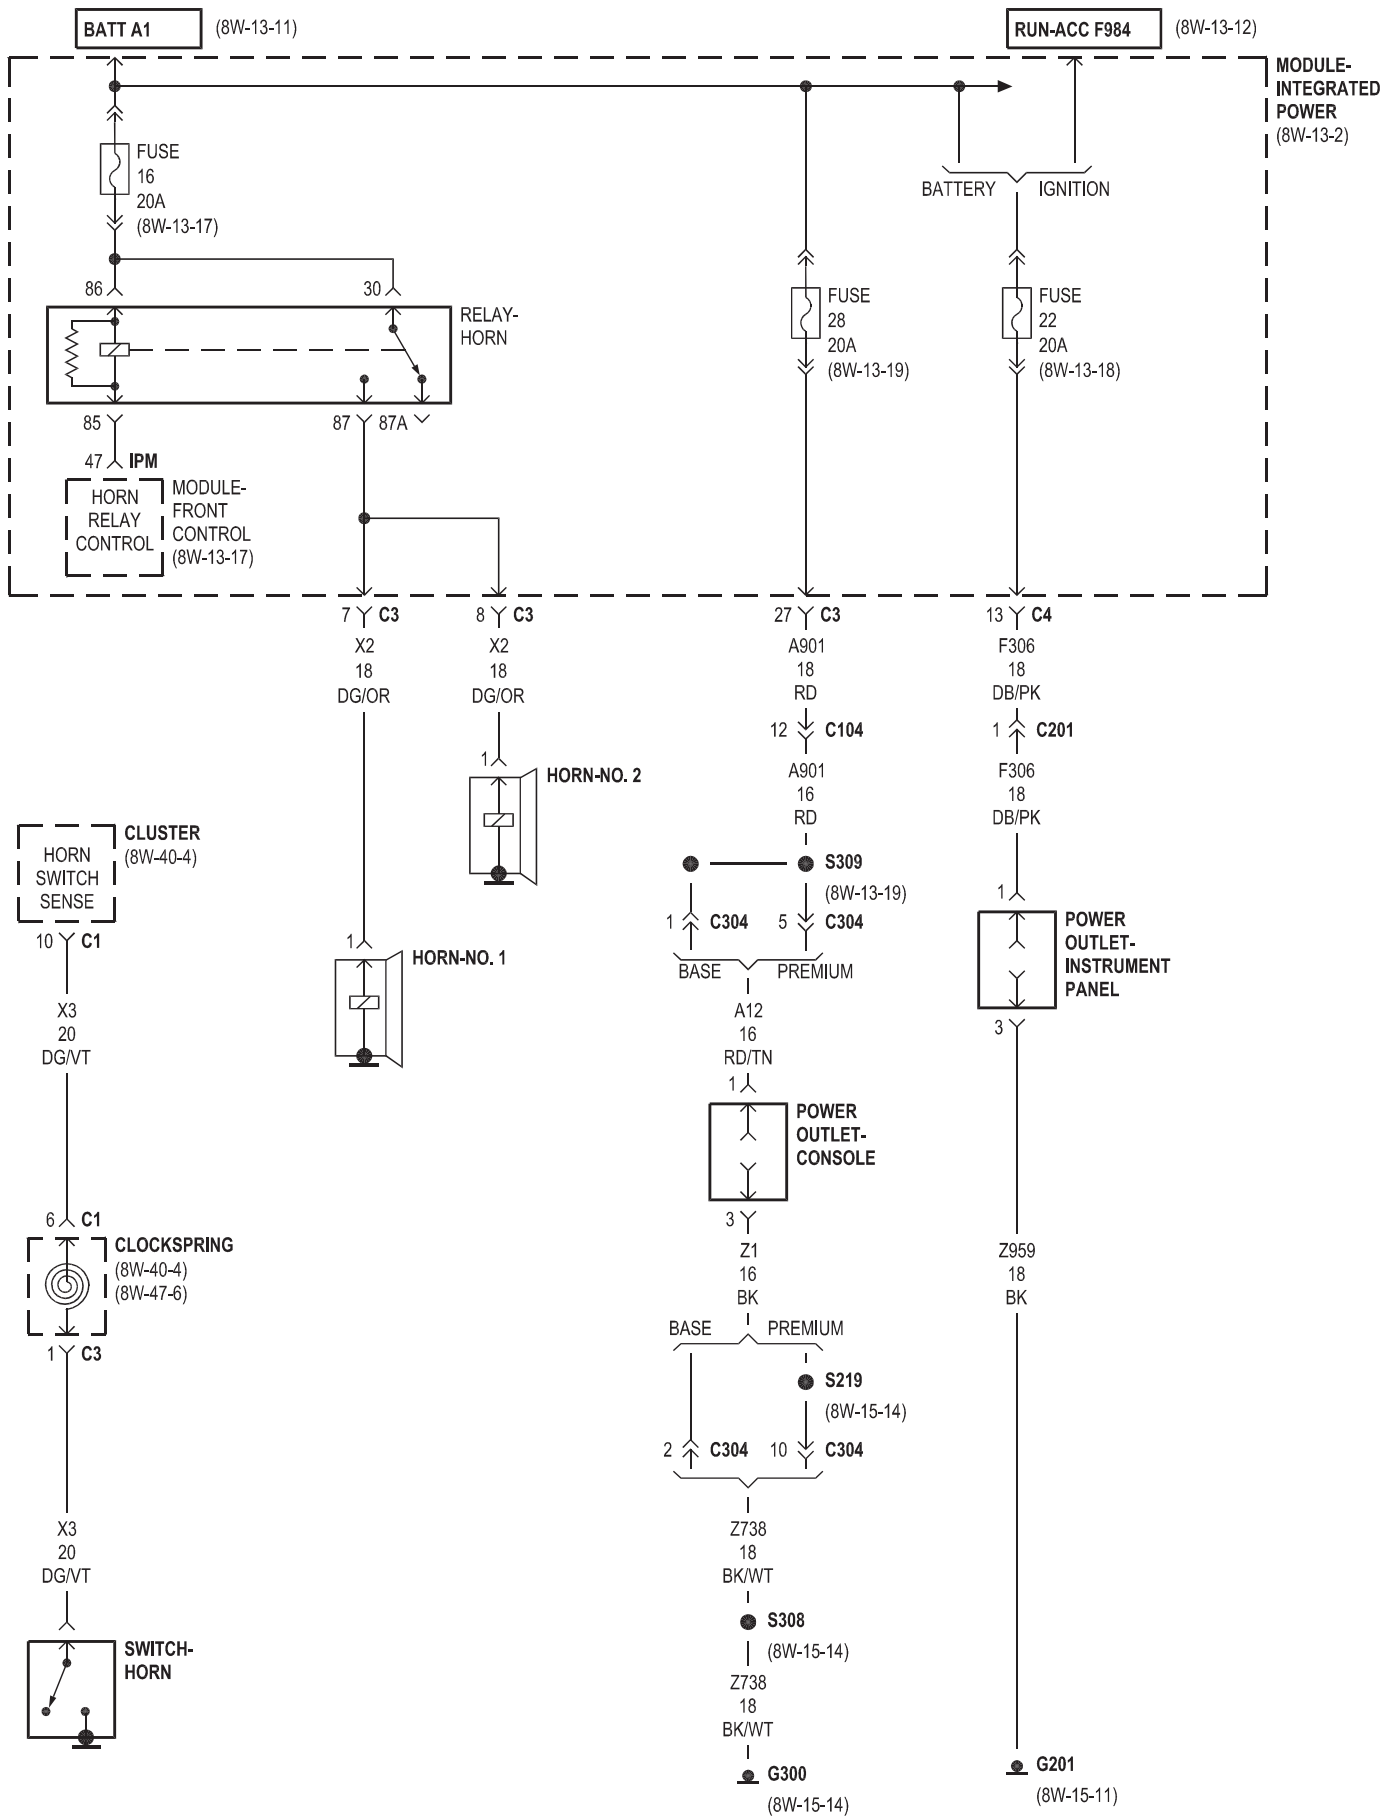 BATT A1 (8W-13-11)
RUN-ACC F984 (8W-13-12)
MODULE-
INTEGRATED
POWER
(8W-13-2)
FUSE
16
20A
(8W-13-17)
BATTERY IGNITION
86 30
RELAY-
HORN
FUSE
28
20A
(8W-13-19)
FUSE
22
20A
(8W-13-18)
85 87 87A
47 IPM
HORN
RELAY
CONTROL
MODULE-
FRONT
CONTROL
(8W-13-17)
7 C3
X2
18
DG/OR
8 C3
X2
18
DG/OR
27 C3
A901
18
RD
13 C4
F306
18
DB/PK
12 C104
1 C201
A901
16
RD
F306
18
DB/PK
1
HORN-NO. 2
CLUSTER
(8W-40-4)
HORN
SWITCH
SENSE
10 C1
S309
(8W-13-19)
1 C304
5 C304
BASE PREMIUM
1
POWER
OUTLET-
INSTRUMENT
PANEL
3
1
HORN-NO. 1
X3
20
DG/VT
A12
16
RD/TN
1
POWER
OUTLET-
CONSOLE
3
6 C1
CLOCKSPRING
(8W-40-4)
(8W-47-6)
1 C3
Z1
16
BK
Z959
18
BK
BASE PREMIUM
S219
(8W-15-14)
2 C304
10 C304
X3
20
DG/VT
Z738
18
BK/WT
S308
(8W-15-14)
SWITCH-
HORN
Z738
18
BK/WT
G300
(8W-15-14)
G201
(8W-15-11)